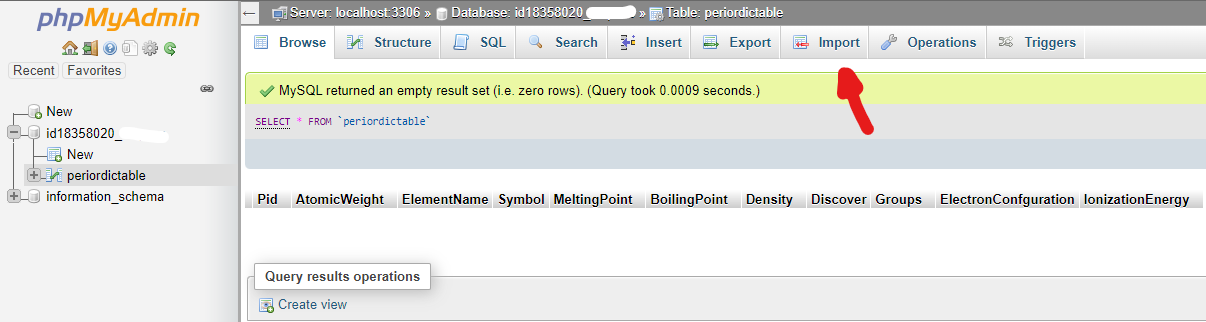 phpMyAdmin
Recent Favorites
New
id18358020_
New
periordictable
information_schema
Server: localhost:3306 » Database: id18358020_ » Table: periordictable
Browse Structure SQL Search Insert Export Import Operations Triggers
MySQL returned an empty result set (i.e. zero rows). (Query took 0.0009 seconds.)
SELECT * FROM `periordictable`
Pid AtomicWeight ElementName Symbol MeltingPoint BoilingPoint Density Discover Groups ElectronConfguration IonizationEnergy
Query results operations
Create view